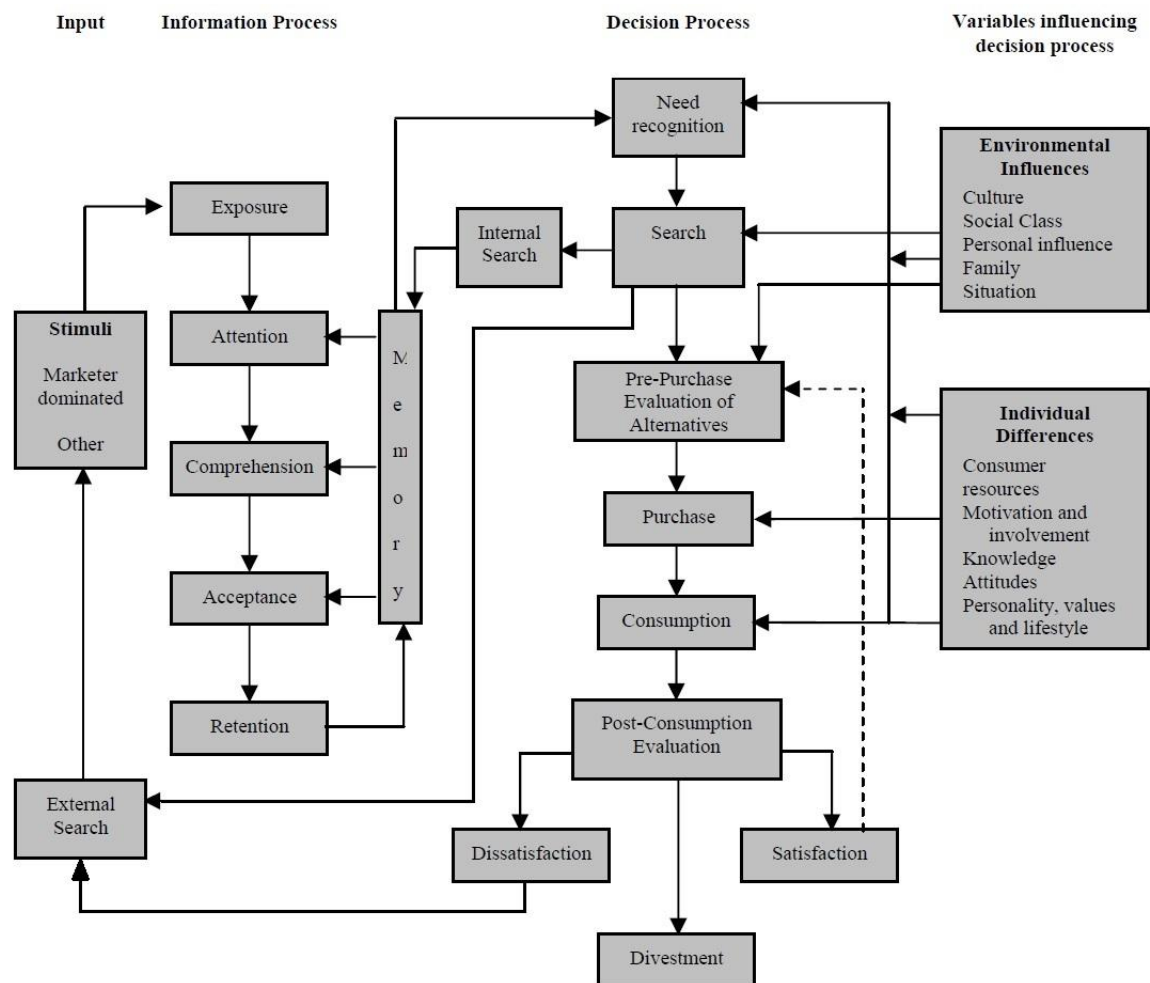 Input
Information Process
Decision Process
Variables influencing
decision process
Need
recognition
Environmental
Influences
Culture
Social Class
Personal influence
Family
Situation
Exposure
Internal
Search
Search
Stimuli
Marketer
dominated
Other
Attention
M
e
m
o
r
y
Pre-Purchase
Evaluation of
Alternatives
Individual
Differences
Consumer
resources
Motivation and
involvement
Knowledge
Attitudes
Personality, values
and lifestyle
Comprehension
Purchase
Acceptance
Consumption
Retention
Post-Consumption
Evaluation
External
Search
Dissatisfaction
Satisfaction
Divestment